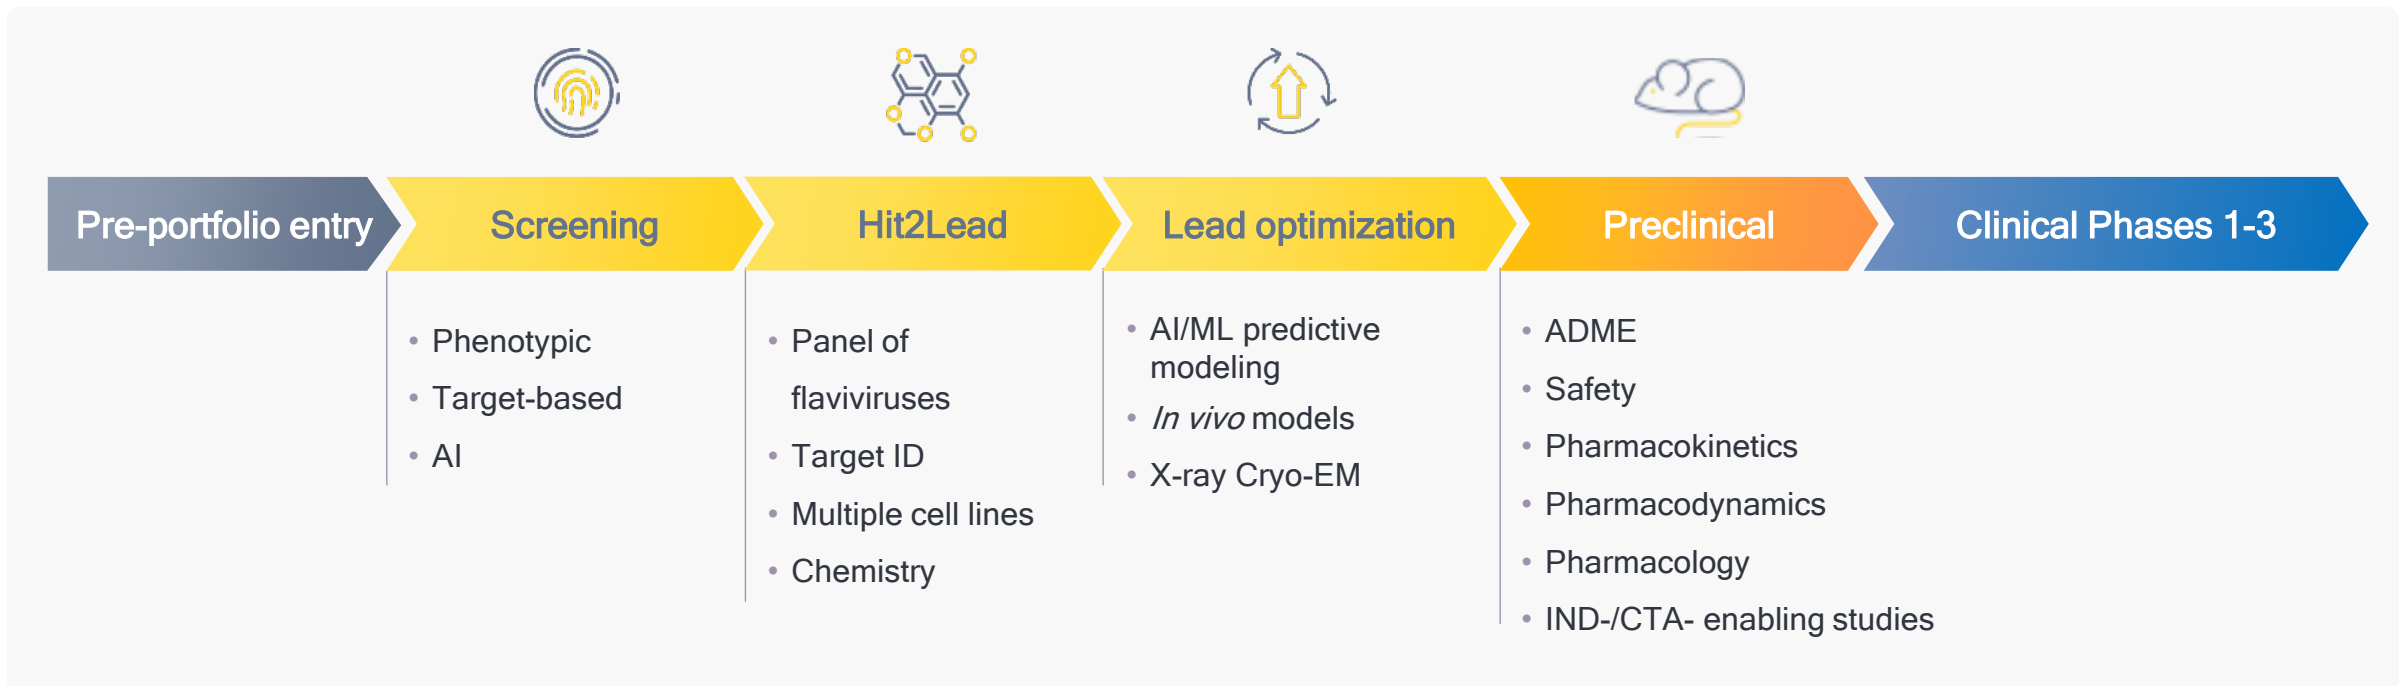 Pre-portfolio entry
Screening
Hit2Lead
Lead optimization
Preclinical
Clinical Phases 1-3
• Phenotypic
• Target-based
• AI
• Panel of
flaviviruses
• Target ID
• Multiple cell lines
• Chemistry
• AI/ML predictive
modeling
• In vivo models
• X-ray Cryo-EM
• ADME
• Safety
• Pharmacokinetics
• Pharmacodynamics
• Pharmacology
• IND-/CTA- enabling studies